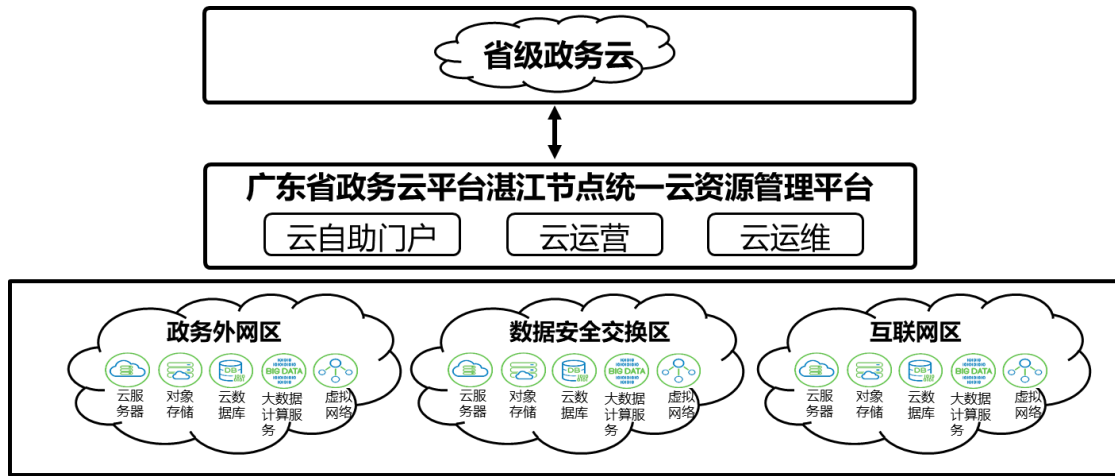 省级政务云
广东省政务云平台湛江节点统一云资源管理平台
云自助门户
云运营
云运维
政务外网区
DB
BIG DATA
云服
务器
对象
存储
云数
据库
大数据
计算服
务
虚拟
网络
数据安全交换区
DB
BIG DATA
云服
务器
对象
存储
云数
据库
大数据
计算服
务
虚拟
网络
互联网区
DB
BIG DATA
云服
务器
对象
存储
云数
据库
大数据
计算服
务
虚拟
网络